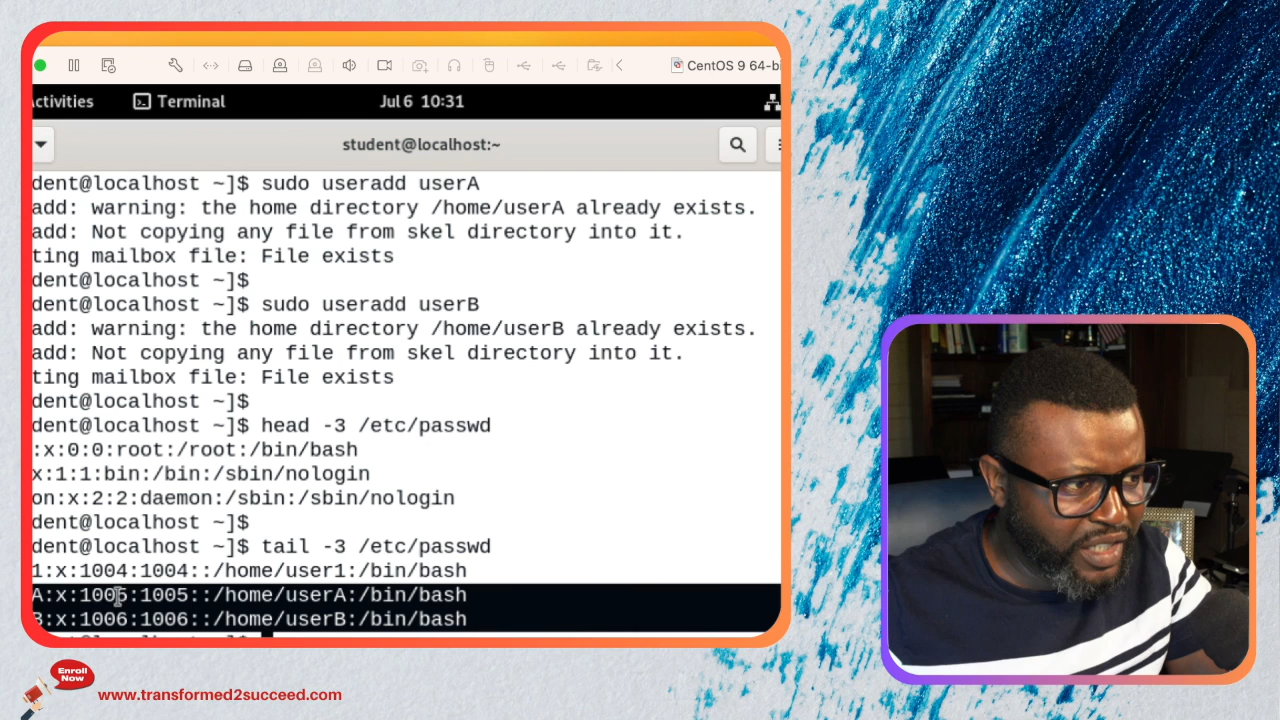 CentOS 9 64-bi
ctivities
Terminal
Jul 6 10:31
student@localhost:~
dent@localhost ~]$ sudo useradd userA
add: warning: the home directory /home/userA already exists.
add: Not copying any file from skel directory into it.
ting mailbox file: File exists
dent@localhost ~]$
dent@localhost ~]$ sudo useradd userB
add: warning: the home directory /home/userB already exists.
add: Not copying any file from skel directory into it.
ting mailbox file: File exists
dent@localhost ~]$
dent@localhost ~]$ head -3 /etc/passwd
:x:0:0:root:/root:/bin/bash
x:1:1:bin:/bin:/sbin/nologin
on:x:2:2:daemon:/sbin:/sbin/nologin
dent@localhost ~]$
dent@localhost ~]$ tail -3 /etc/passwd
1:x:1004:1004::/home/user1:/bin/bash
A:x:1005:1005::/home/userA:/bin/bash
B:x:1006:1006::/home/userB:/bin/bash
Enroll
Now
www.transformed2succeed.com